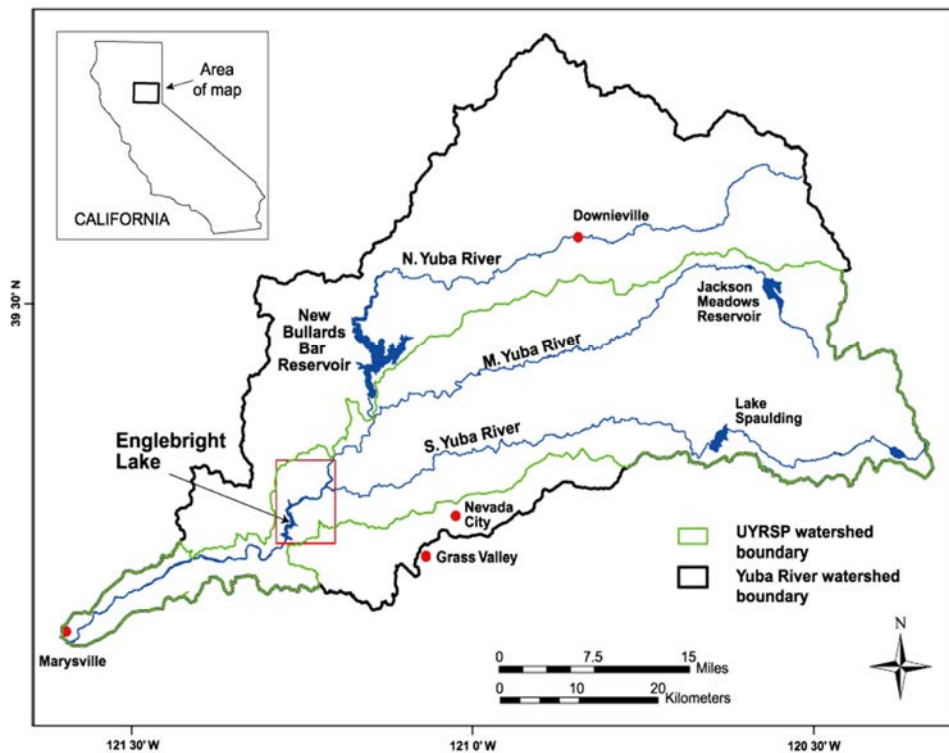 Area
of map
CALIFORNIA
Downieville
N. Yuba River
39 30' N
Jackson
Meadows
Reservoir
New
Bullards
Bar
Reservoir
M. Yuba River
Lake
Spaulding
S. Yuba River
Englebright
Lake
Nevada
City
Grass Valley
UYRSP watershed
boundary
Yuba River watershed
boundary
Marysville
N
0 7.5 15
Miles
0 10 20
Kilometers
121 30' W
121 0' W
120 30' W